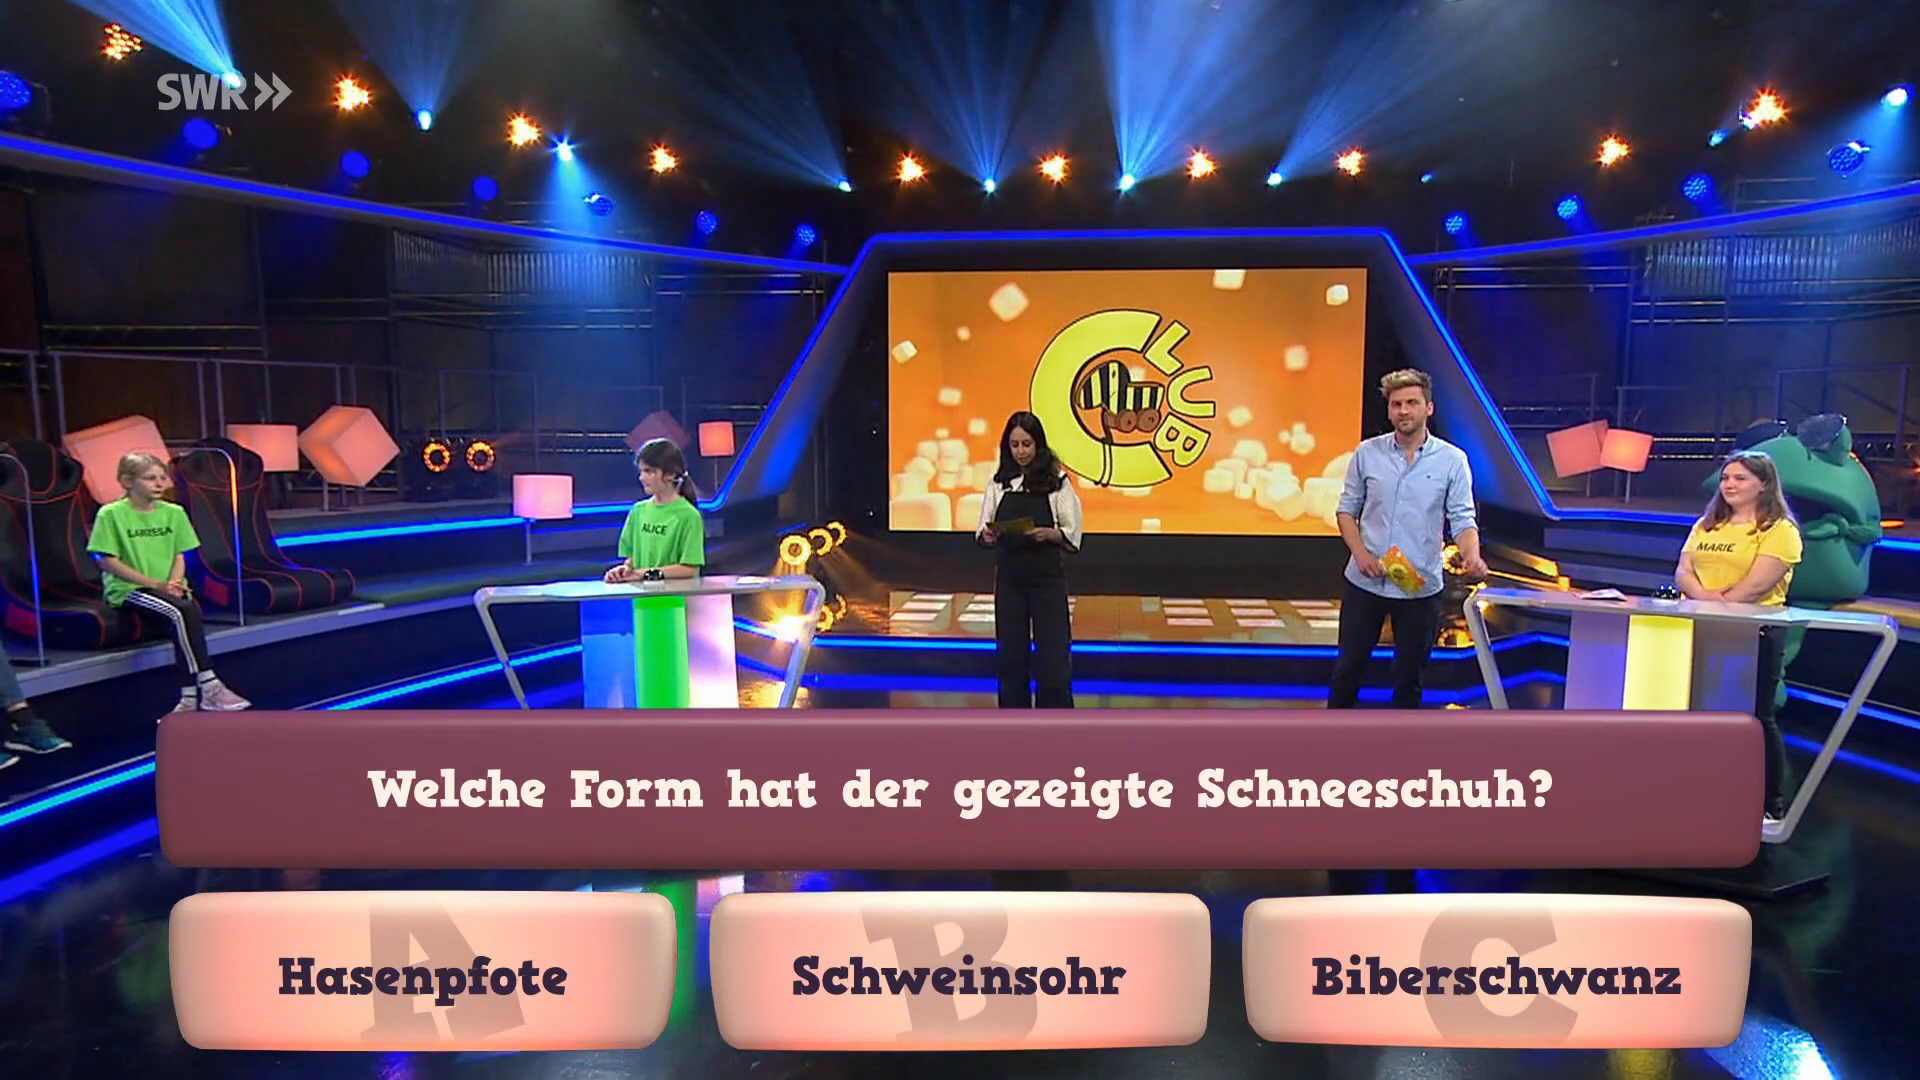 SWR
CLUB
LARISSA
ALICE
MARIE
Welche Form hat der gezeigte Schneeschuh?
A
Hasenpfote
B
Schweinsohr
C
Biberschwanz